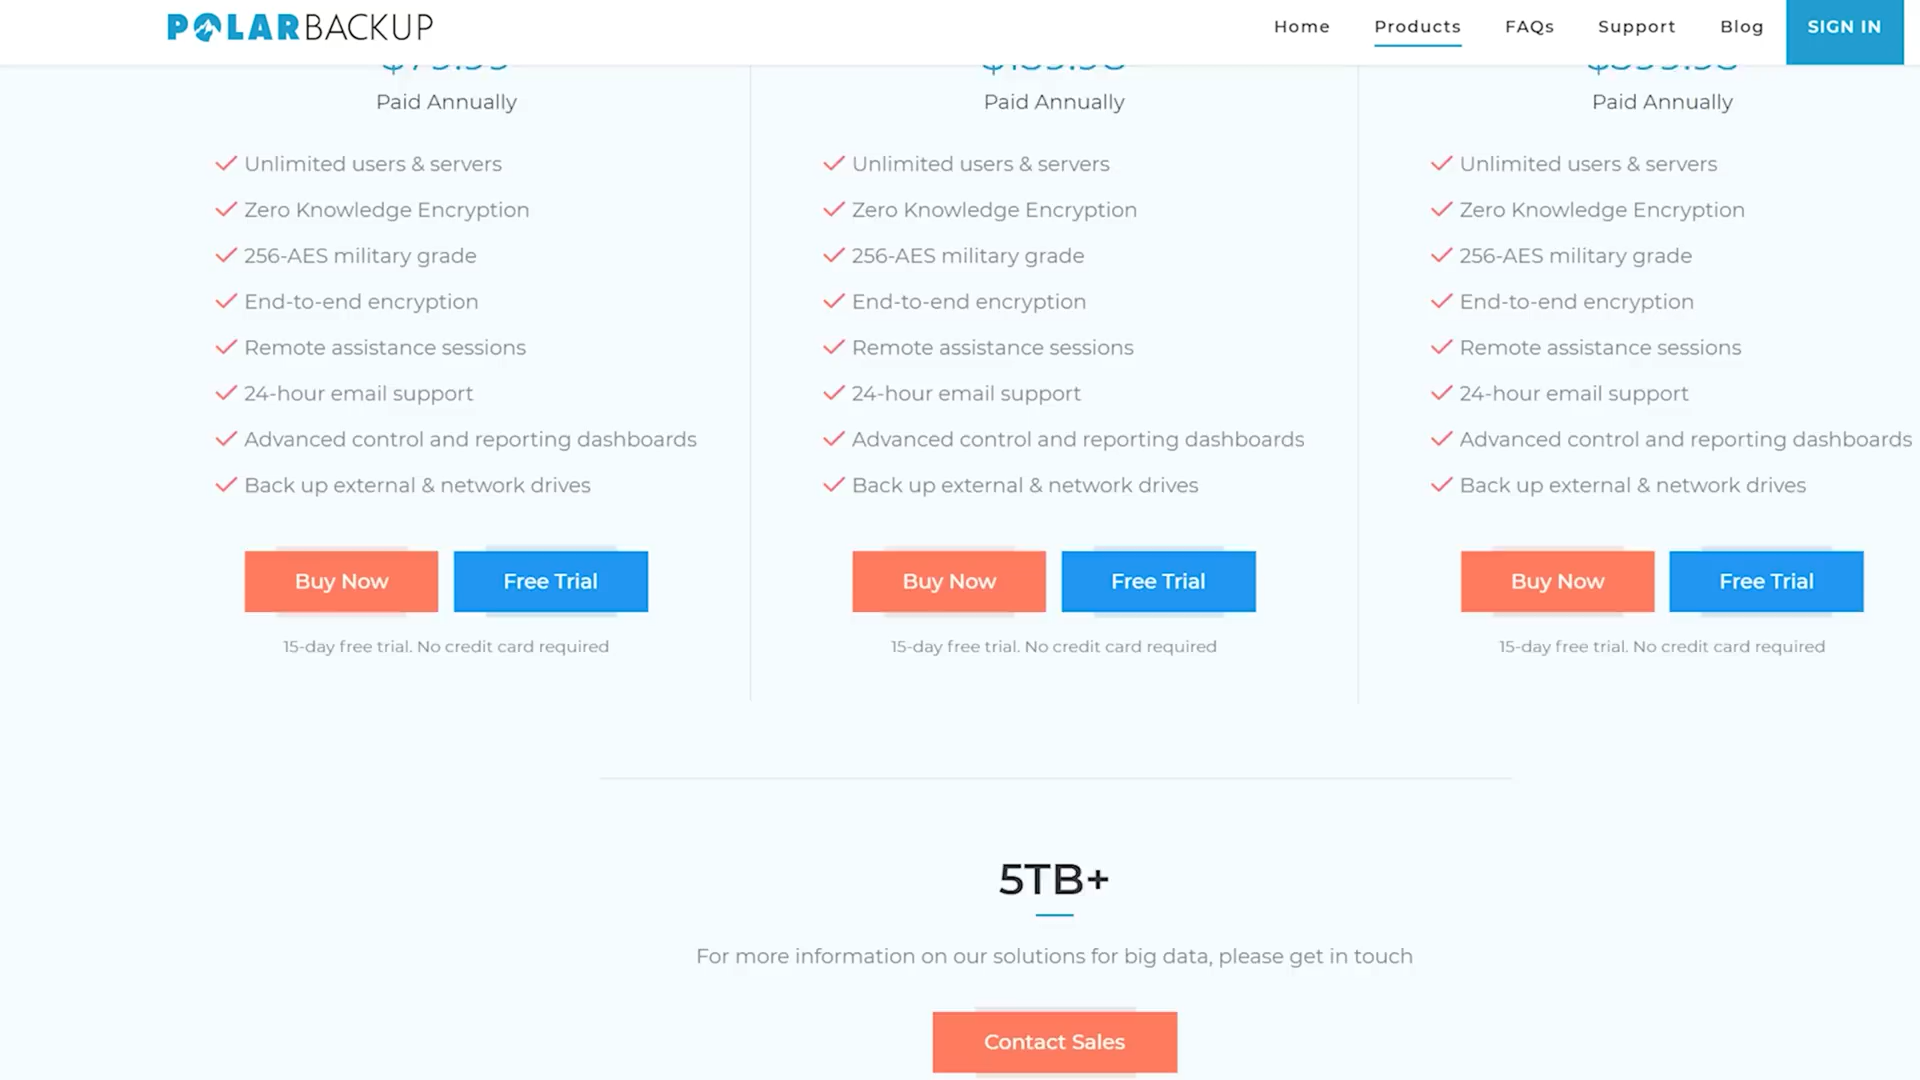 POLARBACKUP
Home Products FAQs Support Blog SIGN IN
Paid Annually
Unlimited users & servers
Zero Knowledge Encryption
256-AES military grade
End-to-end encryption
Remote assistance sessions
24-hour email support
Advanced control and reporting dashboards
Back up external & network drives
Buy Now Free Trial
15-day free trial. No credit card required
Paid Annually
Unlimited users & servers
Zero Knowledge Encryption
256-AES military grade
End-to-end encryption
Remote assistance sessions
24-hour email support
Advanced control and reporting dashboards
Back up external & network drives
Buy Now Free Trial
15-day free trial. No credit card required
Paid Annually
Unlimited users & servers
Zero Knowledge Encryption
256-AES military grade
End-to-end encryption
Remote assistance sessions
24-hour email support
Advanced control and reporting dashboards
Back up external & network drives
Buy Now Free Trial
15-day free trial. No credit card required
5TB+
For more information on our solutions for big data, please get in touch
Contact Sales